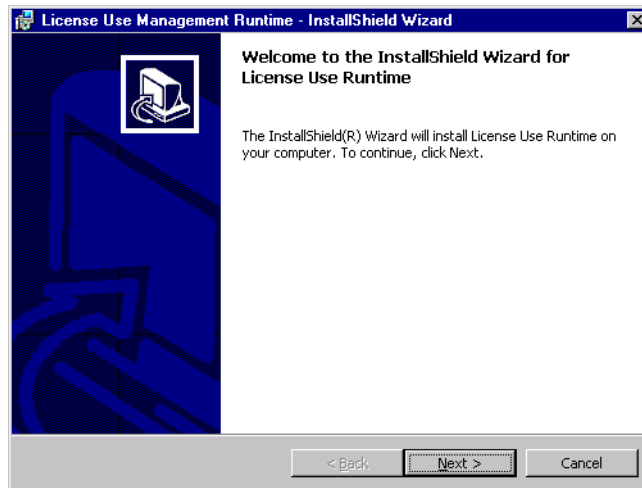 License Use Management Runtime - InstallShield Wizard
Welcome to the InstallShield Wizard for
License Use Runtime
The InstallShield(R) Wizard will install License Use Runtime on
your computer. To continue, click Next.
< Back
Next >
Cancel